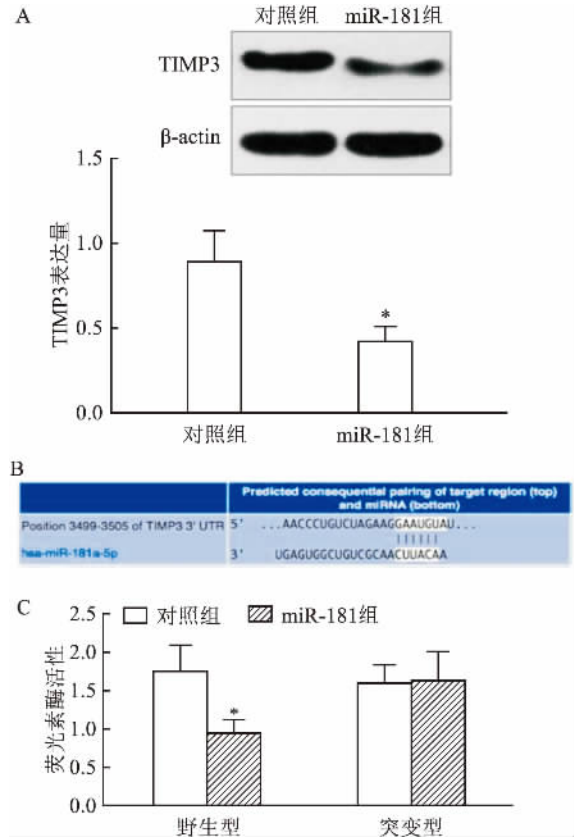 A
对照组 miR-181组
TIMP3
β-actin
1.5
1.0
0.5
0.0
TIMP3表达量
*
对照组 miR-181组
B
Predicted consequential pairing of target region (top)
and miRNA (bottom)
Position 3499-3505 of TIMP3 3' UTR 5' ...AACCCUGUCUAGAAGGAAUGUAU...
hsa-miR-181a-5p 3' UGAGUGGCUGUCGCAACUUACAA
C
对照组 miR-181组
2.5
2.0
1.5
1.0
0.5
0.0
荧光素酶活性
*
野生型 突变型